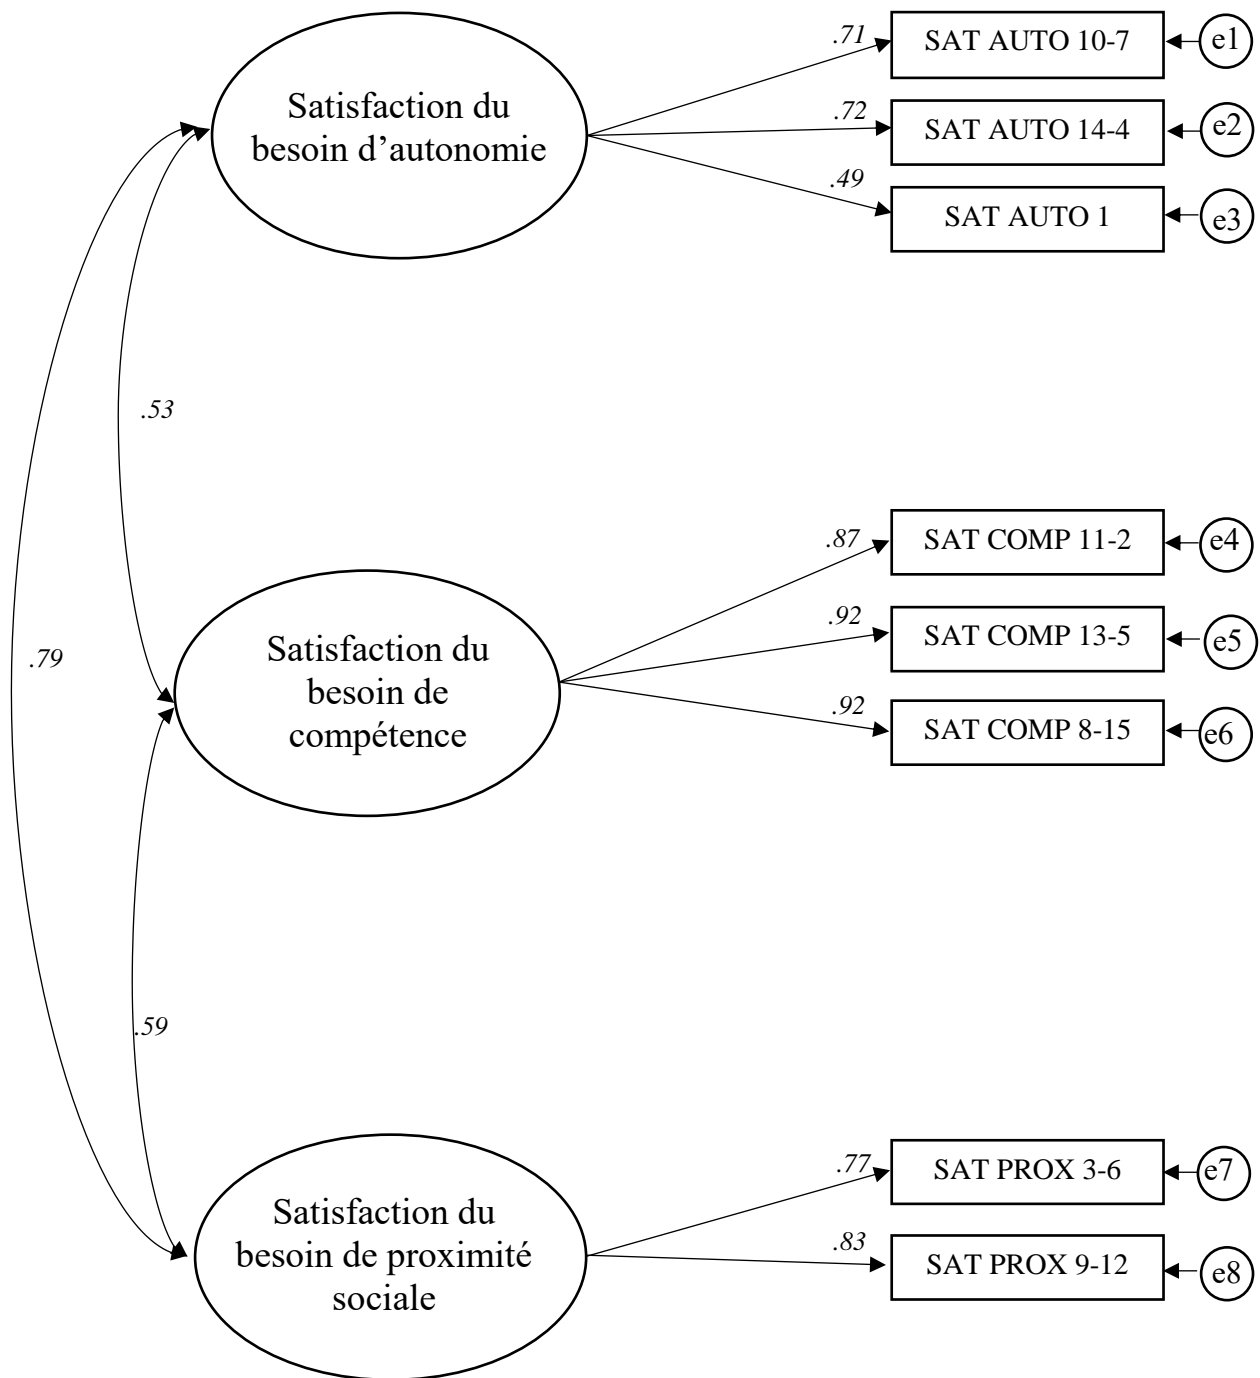 .71
SAT AUTO 10-7
e1
Satisfaction du
besoin d’autonomie
.72
SAT AUTO 14-4
e2
.49
SAT AUTO 1
e3
.53
.79
.87
SAT COMP 11-2
e4
Satisfaction du
besoin de
compétence
.92
SAT COMP 13-5
e5
.92
SAT COMP 8-15
e6
.59
.77
SAT PROX 3-6
e7
Satisfaction du
besoin de proximité
sociale
.83
SAT PROX 9-12
e8